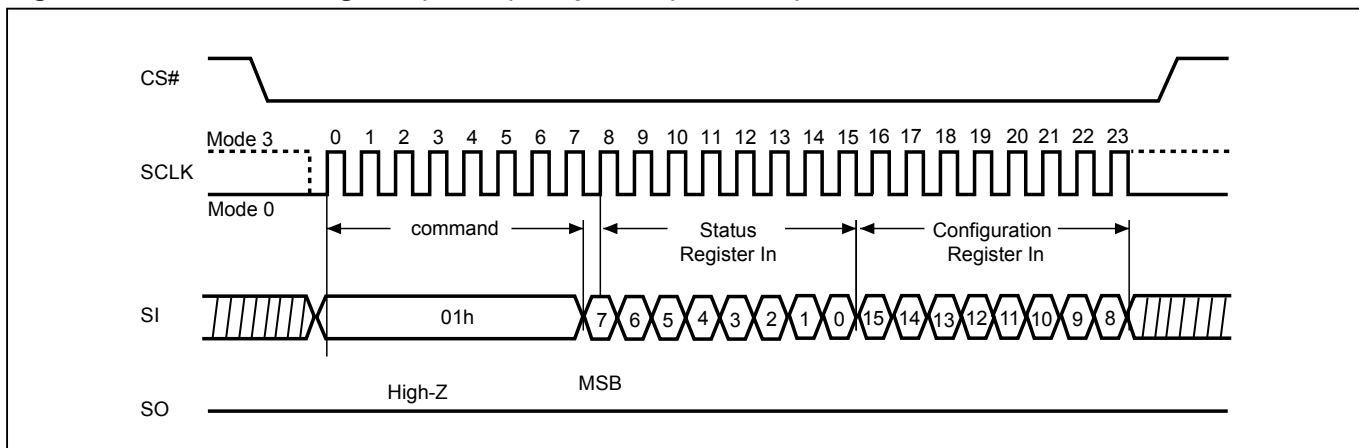 CS#
Mode 3
0 1 2 3 4 5 6 7 8 9 10 11 12 13 14 15 16 17 18 19 20 21 22 23
SCLK
Mode 0
command
Status
Register In
Configuration
Register In
SI
01h
7 6 5 4 3 2 1 0 15 14 13 12 11 10 9 8
High-Z
MSB
SO